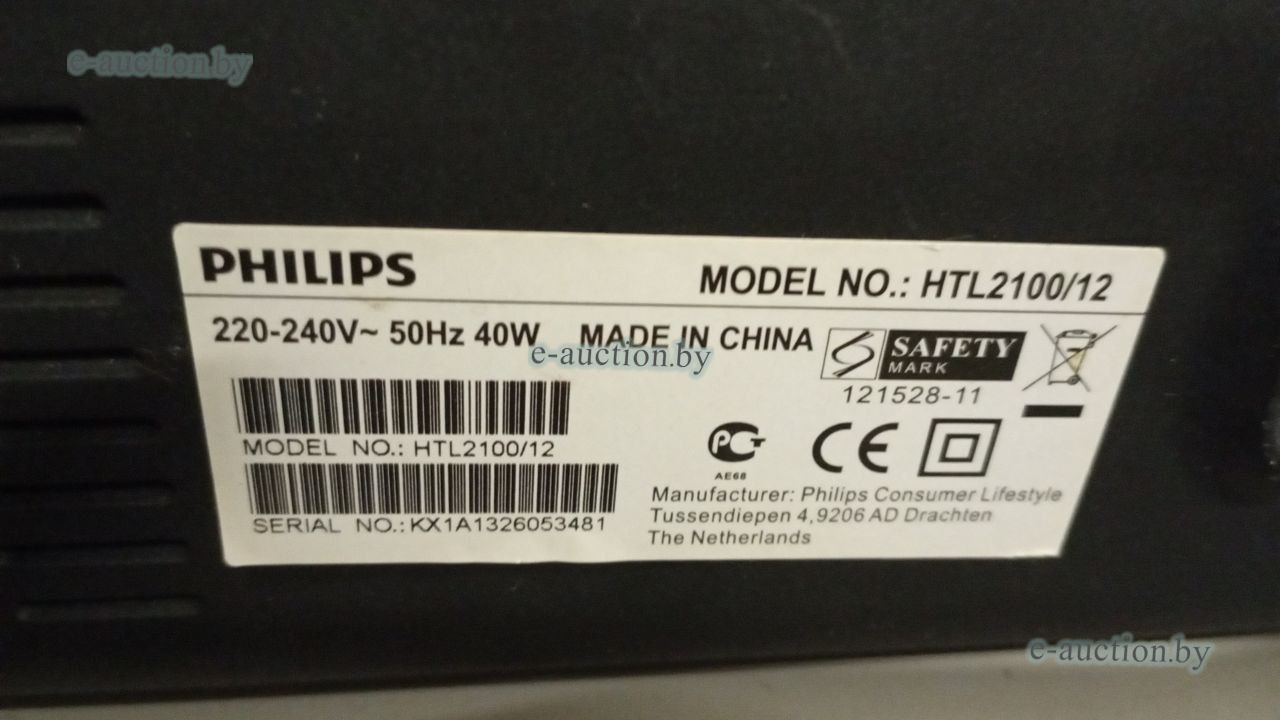 e-auction.by
PHILIPS
MODEL NO.: HTL2100/12
220-240V~ 50Hz 40W MADE IN CHINA
e-auction.by
SAFETY
MARK
121528-11
MODEL NO.: HTL2100/12
PCT
AE68
CE
SERIAL NO.:KX1A1326053481
Manufacturer: Philips Consumer Lifestyle
Tussendiepen 4,9206 AD Drachten
The Netherlands
e-auction.by